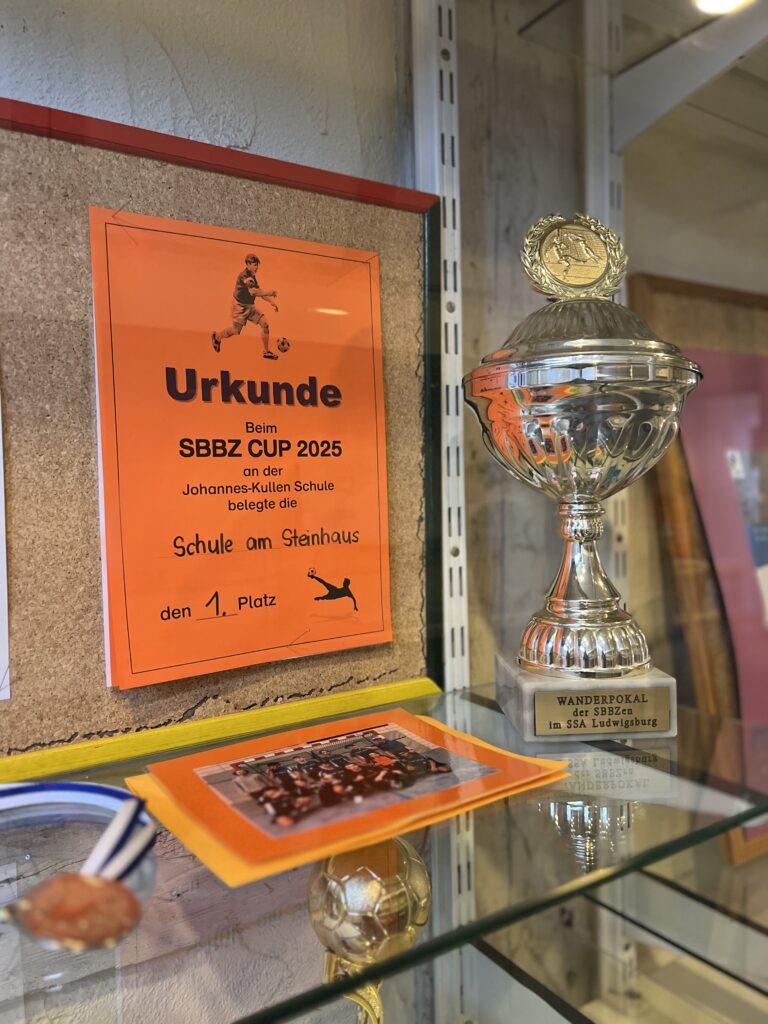 Urkunde
Beim
SBBZ CUP 2025
an der
Johannes-Kullen Schule
belegte die
Schule am Steinhaus
den 1. Platz
WANDERPOKAL
der SBBZen
im SSA Ludwigsburg